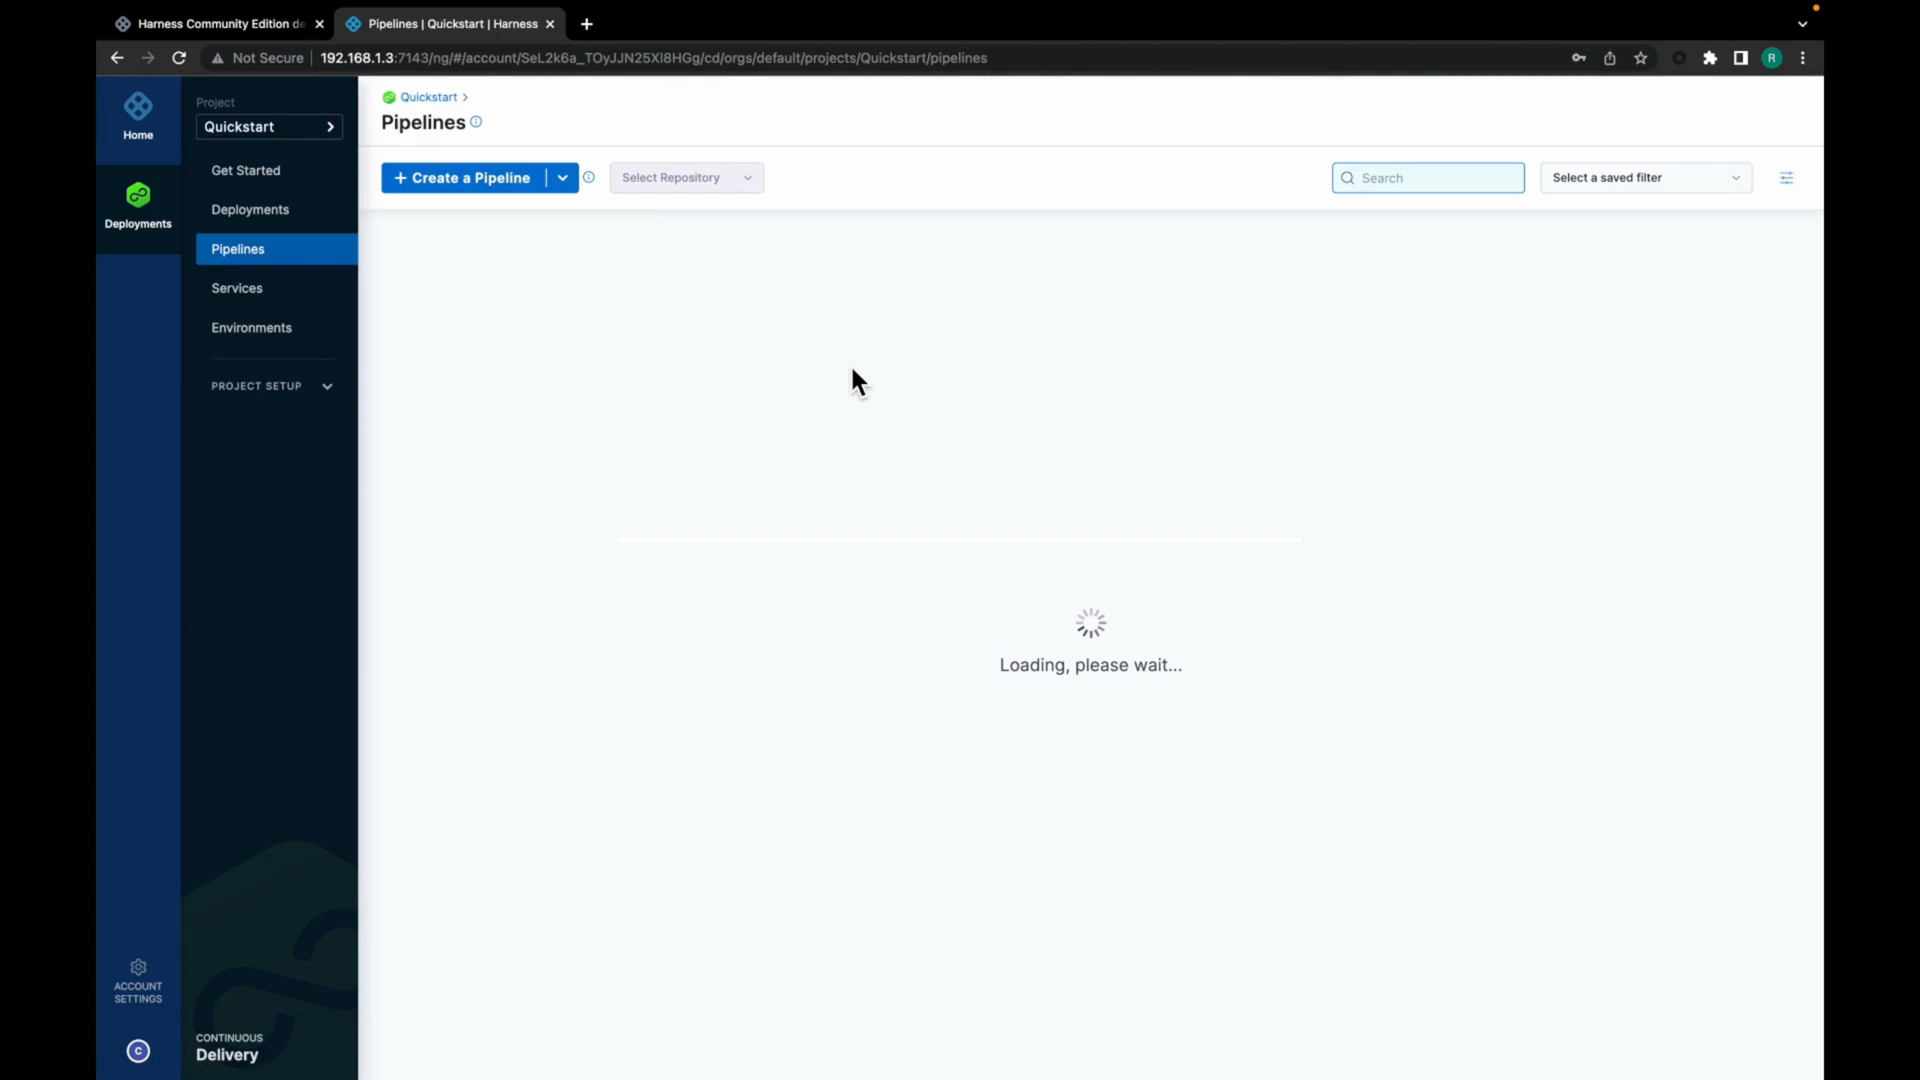 Harness Community Edition de
Pipelines | Quickstart | Harness
Not Secure
192.168.1.3:7143/ng/#/account/SeL2k6a_TOyJJN25XI8HGg/cd/orgs/default/projects/Quickstart/pipelines
R
Home
Deployments
ACCOUNT
SETTINGS
C
Project
Quickstart
Get Started
Deployments
Pipelines
Services
Environments
PROJECT SETUP
CONTINUOUS
Delivery
Quickstart
Pipelines
+ Create a Pipeline
Select Repository
Search
Select a saved filter
Loading, please wait...